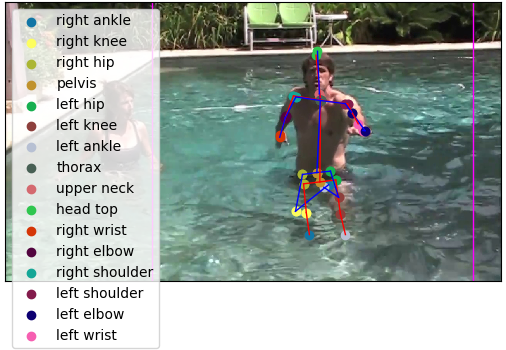 right ankle
right knee
right hip
pelvis
left hip
left knee
left ankle
thorax
upper neck
head top
right wrist
right elbow
right shoulder
left shoulder
left elbow
left wrist